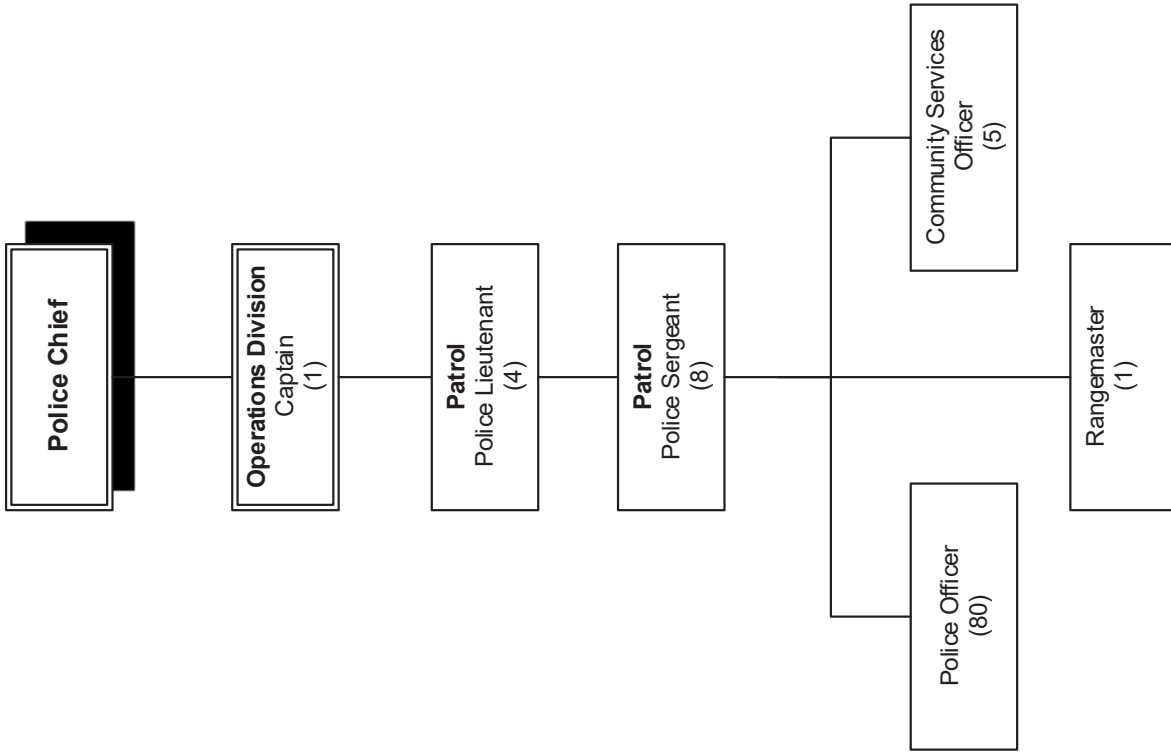 Police Chief
Operations Division
Captain
(1)
Patrol
Police Lieutenant
(4)
Patrol
Police Sergeant
(8)
Police Officer
(80)
Community Services
Officer
(5)
Rangemaster
(1)